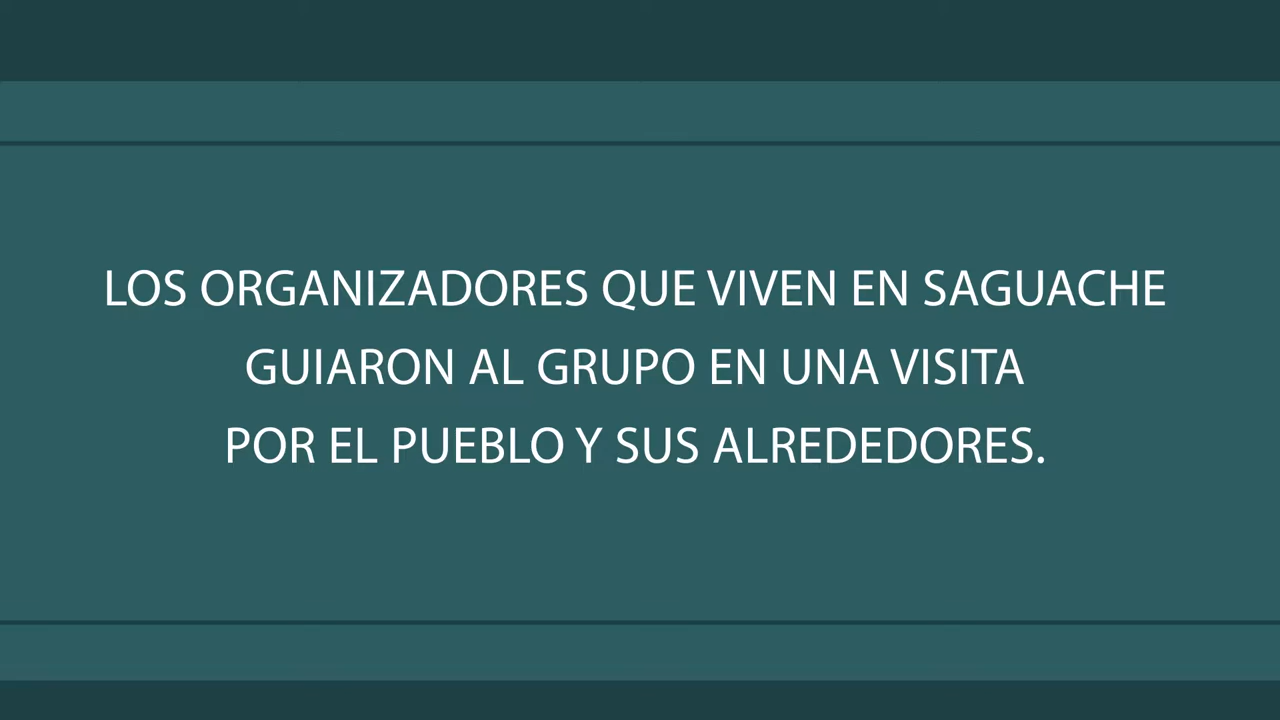 LOS ORGANIZADORES QUE VIVEN EN SAGUACHE
GUIARON AL GRUPO EN UNA VISITA
POR EL PUEBLO Y SUS ALREDEDORES.